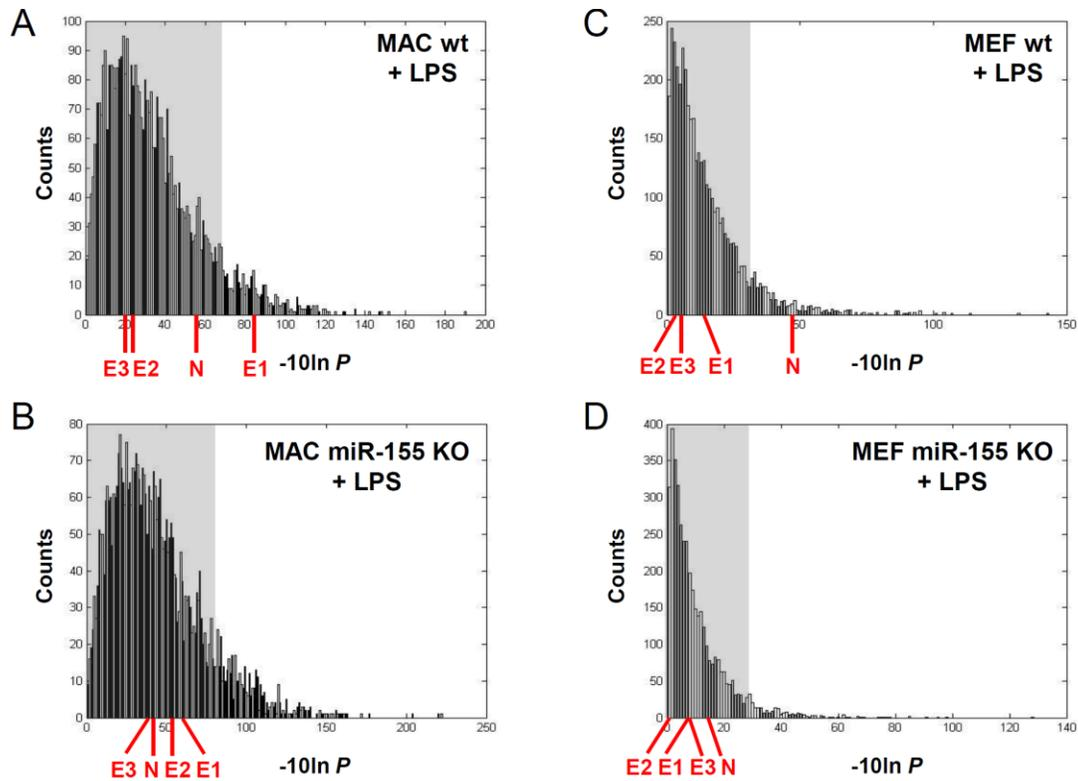 A
MAC wt
+ LPS
Counts
100
90
80
70
60
50
40
30
20
10
0
0 20 40 60 80 100 120 140 160 180 200
E3 E2 N E1
-10ln P
C
MEF wt
+ LPS
Counts
250
200
150
100
50
0
0 50 100 150
E2 E3 E1 N
-10ln P
B
MAC miR-155 KO
+ LPS
Counts
80
70
60
50
40
30
20
10
0
0 50 100 150 200 250
E3 N E2 E1
-10ln P
D
MEF miR-155 KO
+ LPS
Counts
400
350
300
250
200
150
100
50
0
0 20 40 60 80 100 120 140
E2 E1 E3 N
-10ln P